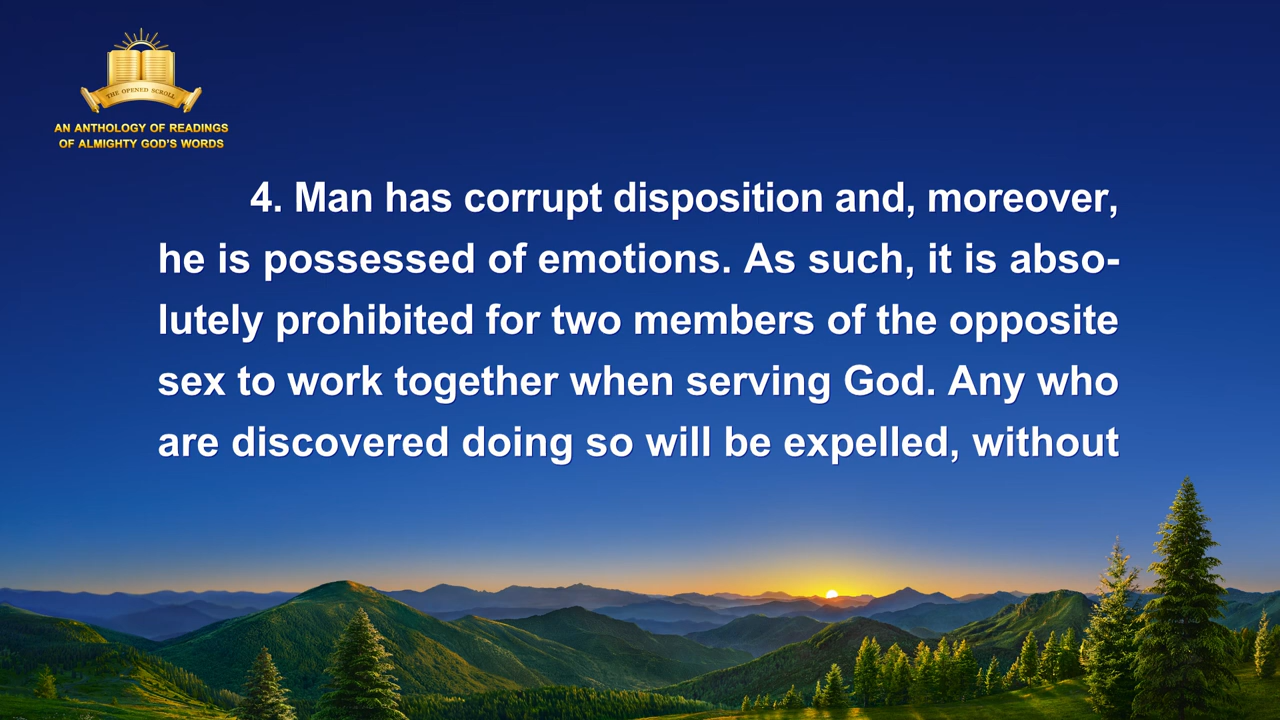 THE OPENED SCROLL
AN ANTHOLOGY OF READINGS
OF ALMIGHTY GOD'S WORDS
4. Man has corrupt disposition and, moreover,
he is possessed of emotions. As such, it is abso-
lutely prohibited for two members of the opposite
sex to work together when serving God. Any who
are discovered doing so will be expelled, without